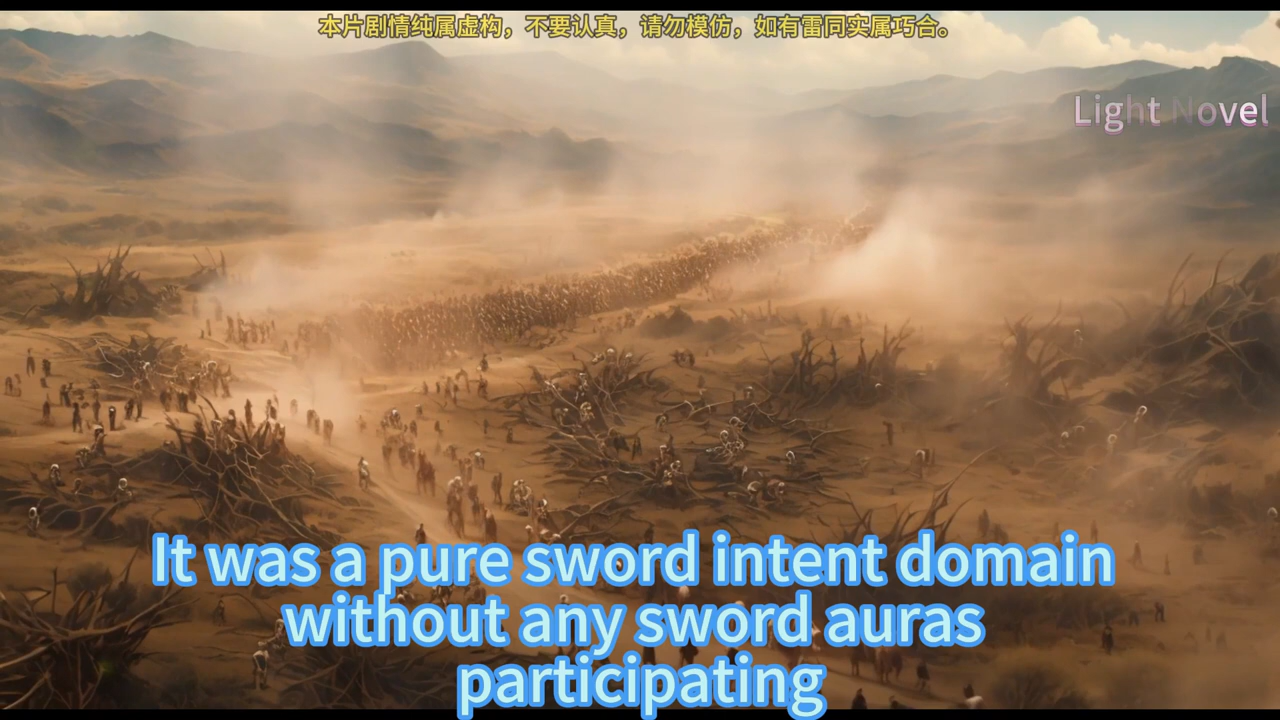 本片剧情纯属虚构，不要认真，请勿模仿，如有雷同实属巧合。
Light Novel
It was a pure sword intent domain
without any sword auras
participating